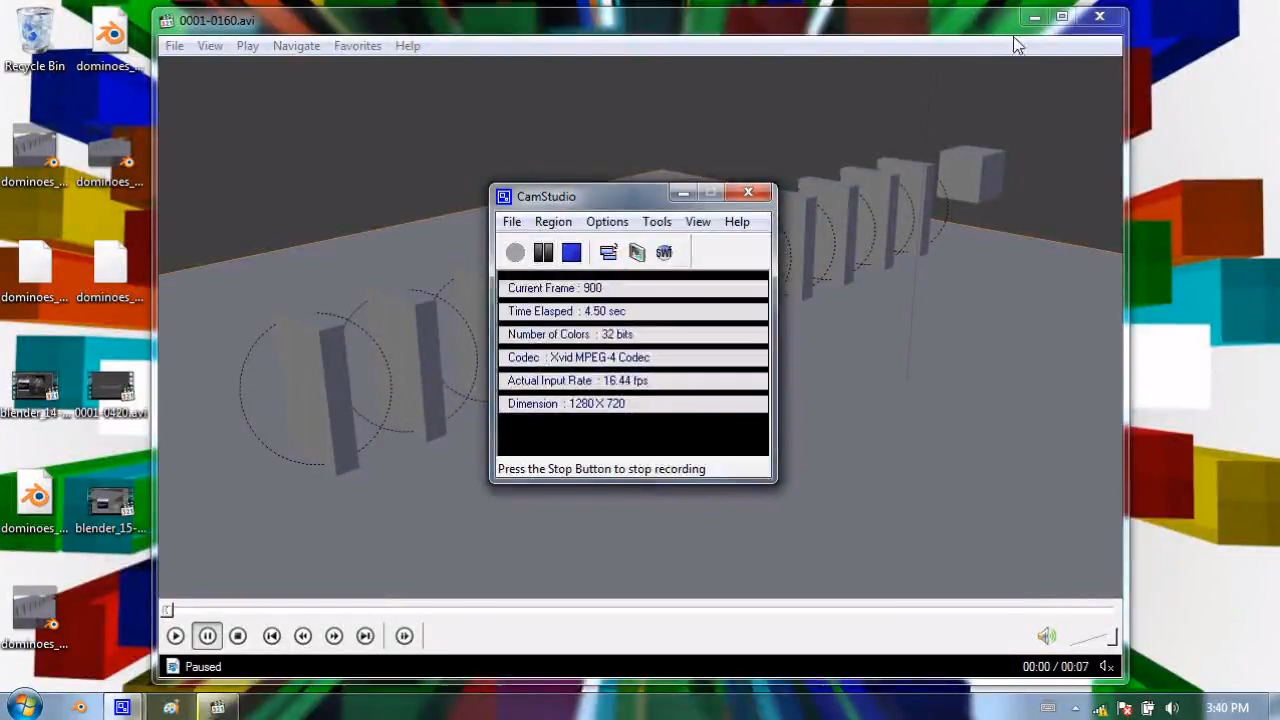 0001-0160.avi
File View Play Navigate Favorites Help
Recycle Bin
dominoes_...
dominoes_...
dominoes_...
dominoes_...
dominoes_...
blender_14-...
0001-0420.avi
dominoes_...
blender_15-...
dominoes_...
CamStudio
File Region Options Tools View Help
SWF
Current Frame : 900
Time Elasped : 4.50 sec
Number of Colors : 32 bits
Codec : Xvid MPEG-4 Codec
Actual Input Rate : 16.44 fps
Dimension : 1280 X 720
Press the Stop Button to stop recording
Paused
00:00 / 00:07
3:40 PM